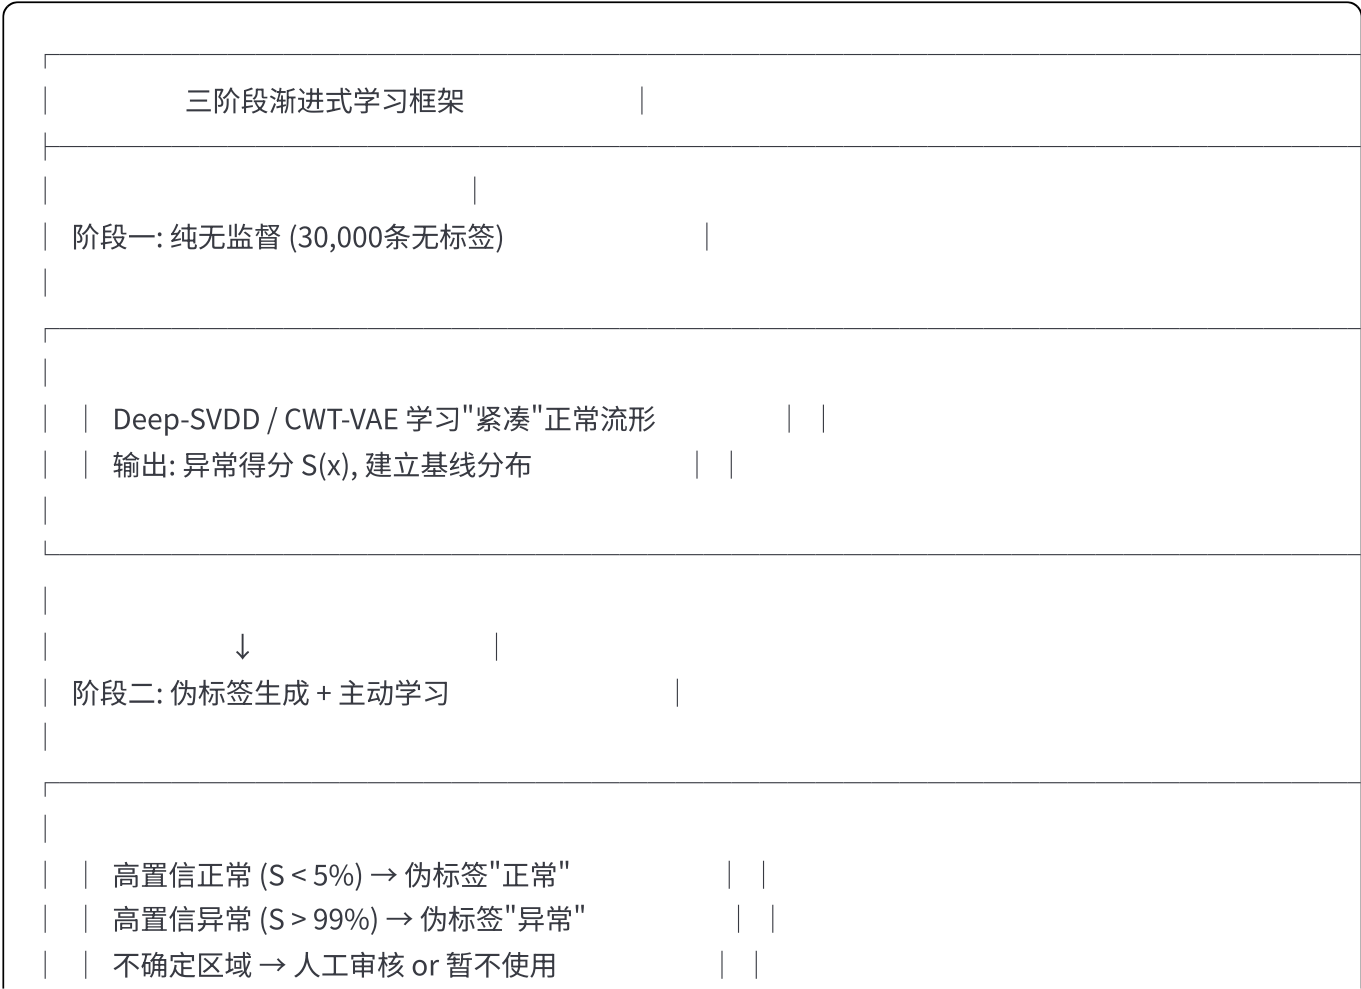 三阶段渐进式学习框架
阶段一: 纯无监督 (30,000条无标签)
Deep-SVDD / CWT-VAE 学习"紧凑"正常流形
输出: 异常得分 S(x), 建立基线分布
↓
阶段二: 伪标签生成 + 主动学习
高置信正常 (S < 5%) → 伪标签"正常"
高置信异常 (S > 99%) → 伪标签"异常"
不确定区域 → 人工审核 or 暂不使用